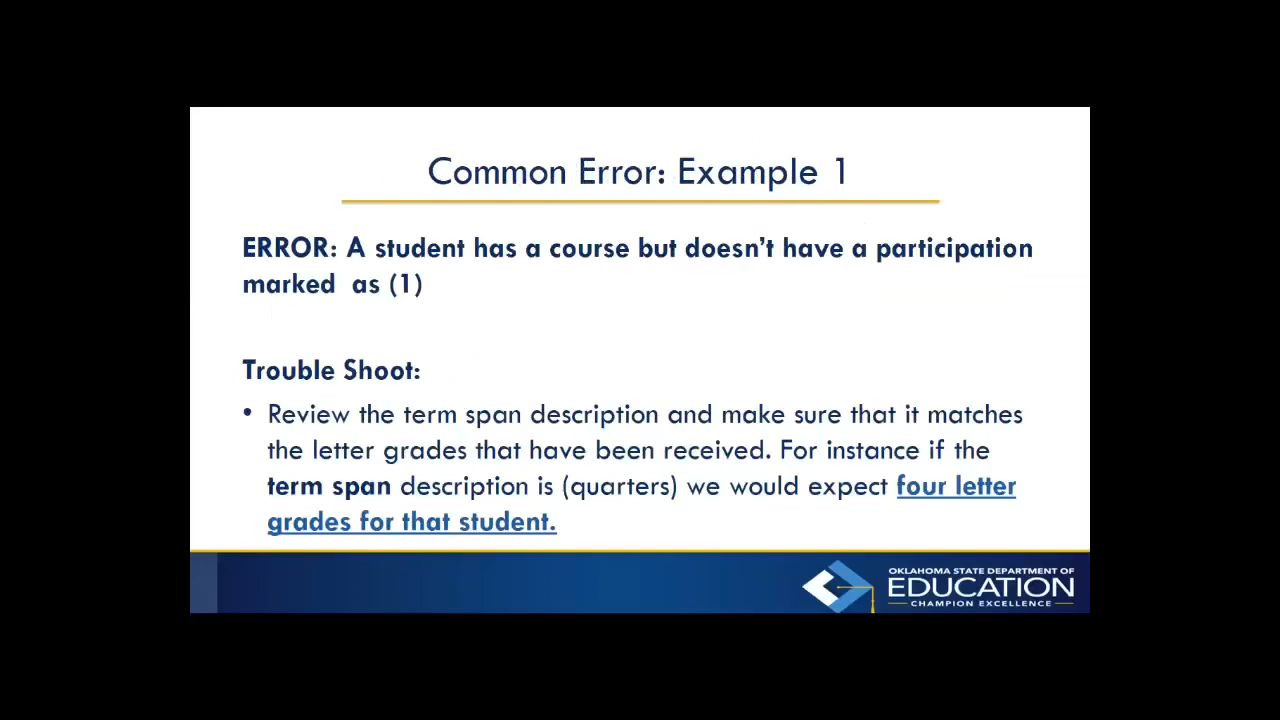 Common Error: Example 1
ERROR: A student has a course but doesn’t have a participation
marked as (1)
Trouble Shoot:
• Review the term span description and make sure that it matches
the letter grades that have been received. For instance if the
term span description is (quarters) we would expect four letter
grades for that student.
OKLAHOMA STATE DEPARTMENT OF
EDUCATION
CHAMPION EXCELLENCE